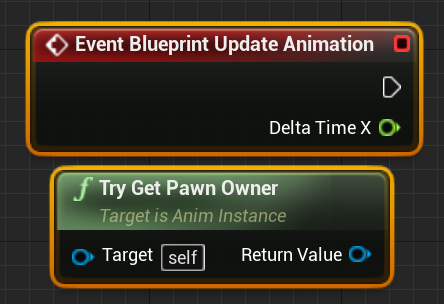 Event Blueprint Update Animation
Delta Time X
f Try Get Pawn Owner
Target is Anim Instance
Target self Return Value